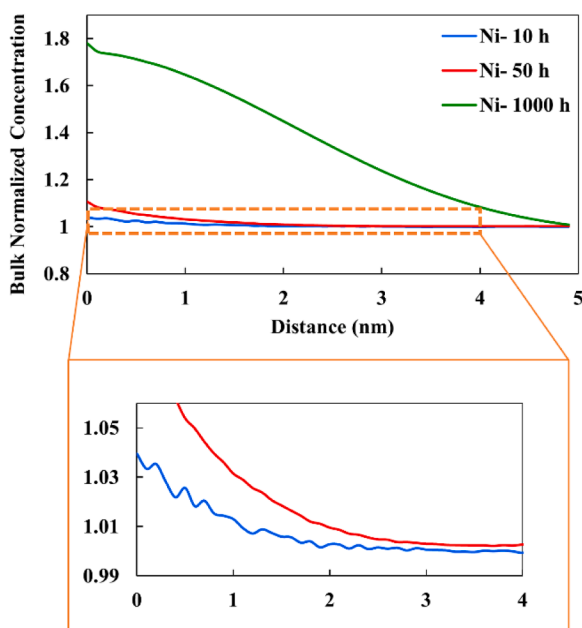 Bulk Normalized Concentration
1.8
1.6
1.4
1.2
1
0.8
Ni- 10 h
Ni- 50 h
Ni- 1000 h
0 1 2 3 4 5
Distance (nm)
1.05
1.03
1.01
0.99
0 1 2 3 4